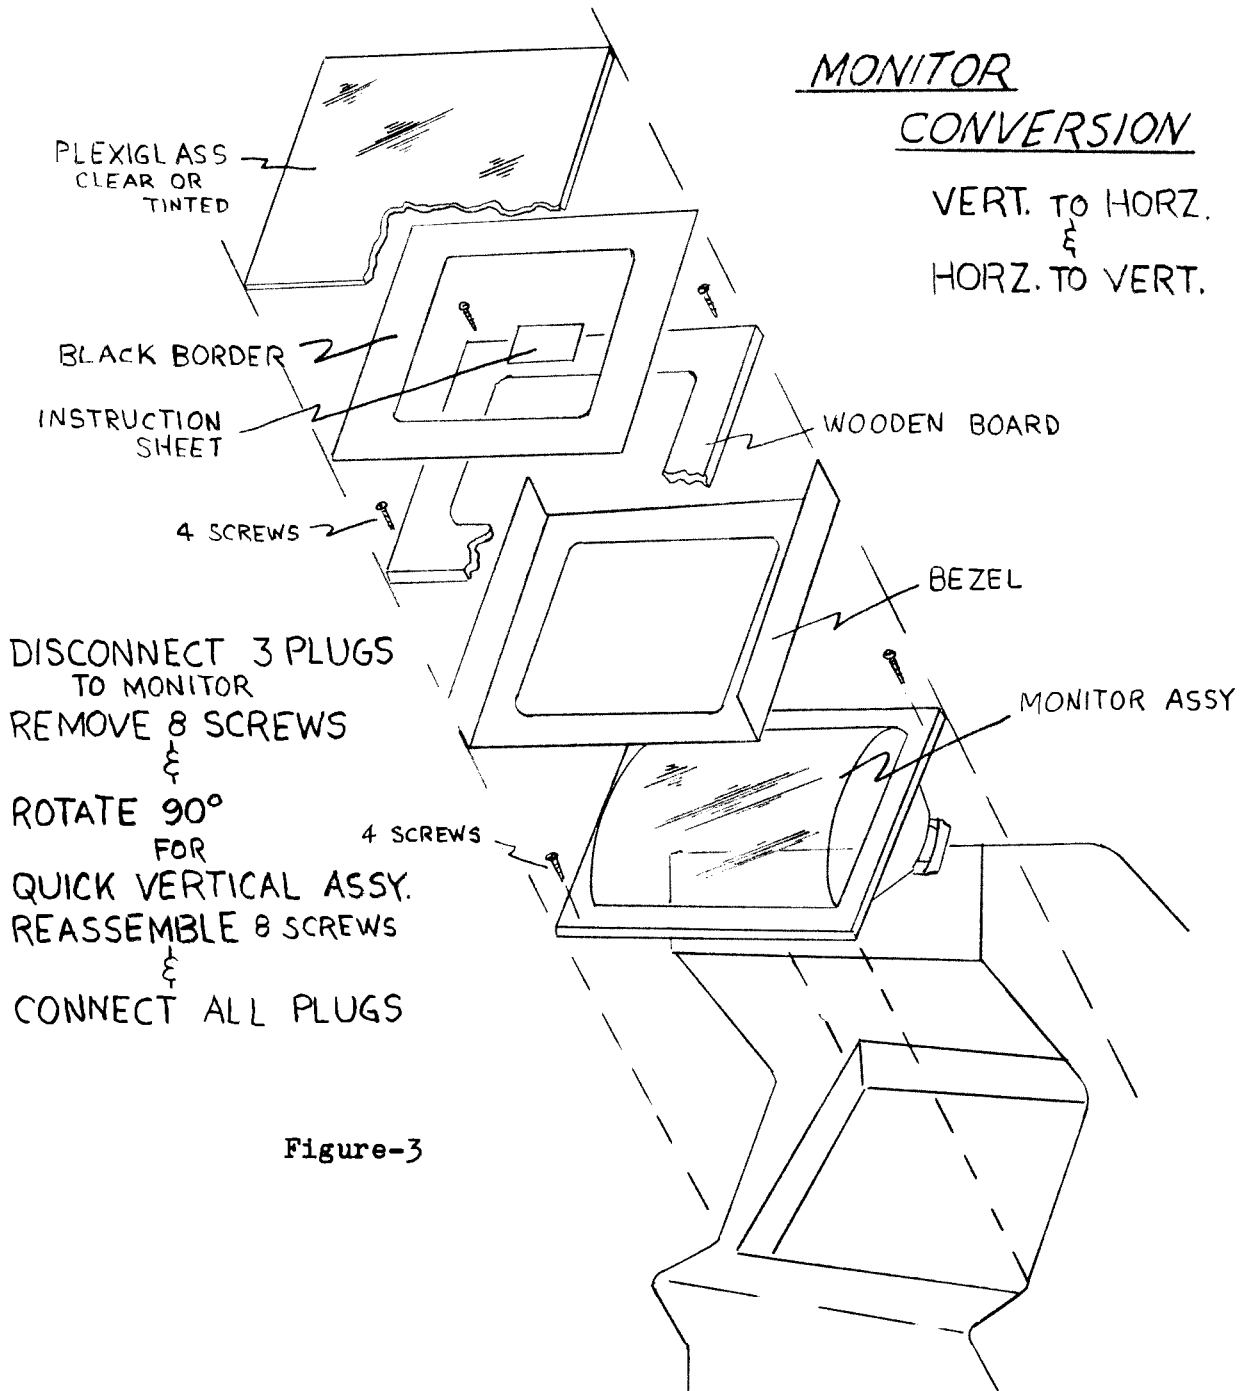 MONITOR
CONVERSION
VERT. TO HORZ.
&
HORZ. TO VERT.
PLEXIGLASS
CLEAR OR
TINTED
BLACK BORDER
INSTRUCTION
SHEET
WOODEN BOARD
4 SCREWS
BEZEL
MONITOR ASSY
DISCONNECT 3 PLUGS
TO MONITOR
REMOVE 8 SCREWS
&
ROTATE 90°
FOR
QUICK VERTICAL ASSY.
REASSEMBLE 8 SCREWS
&
CONNECT ALL PLUGS
4 SCREWS
Figure-3